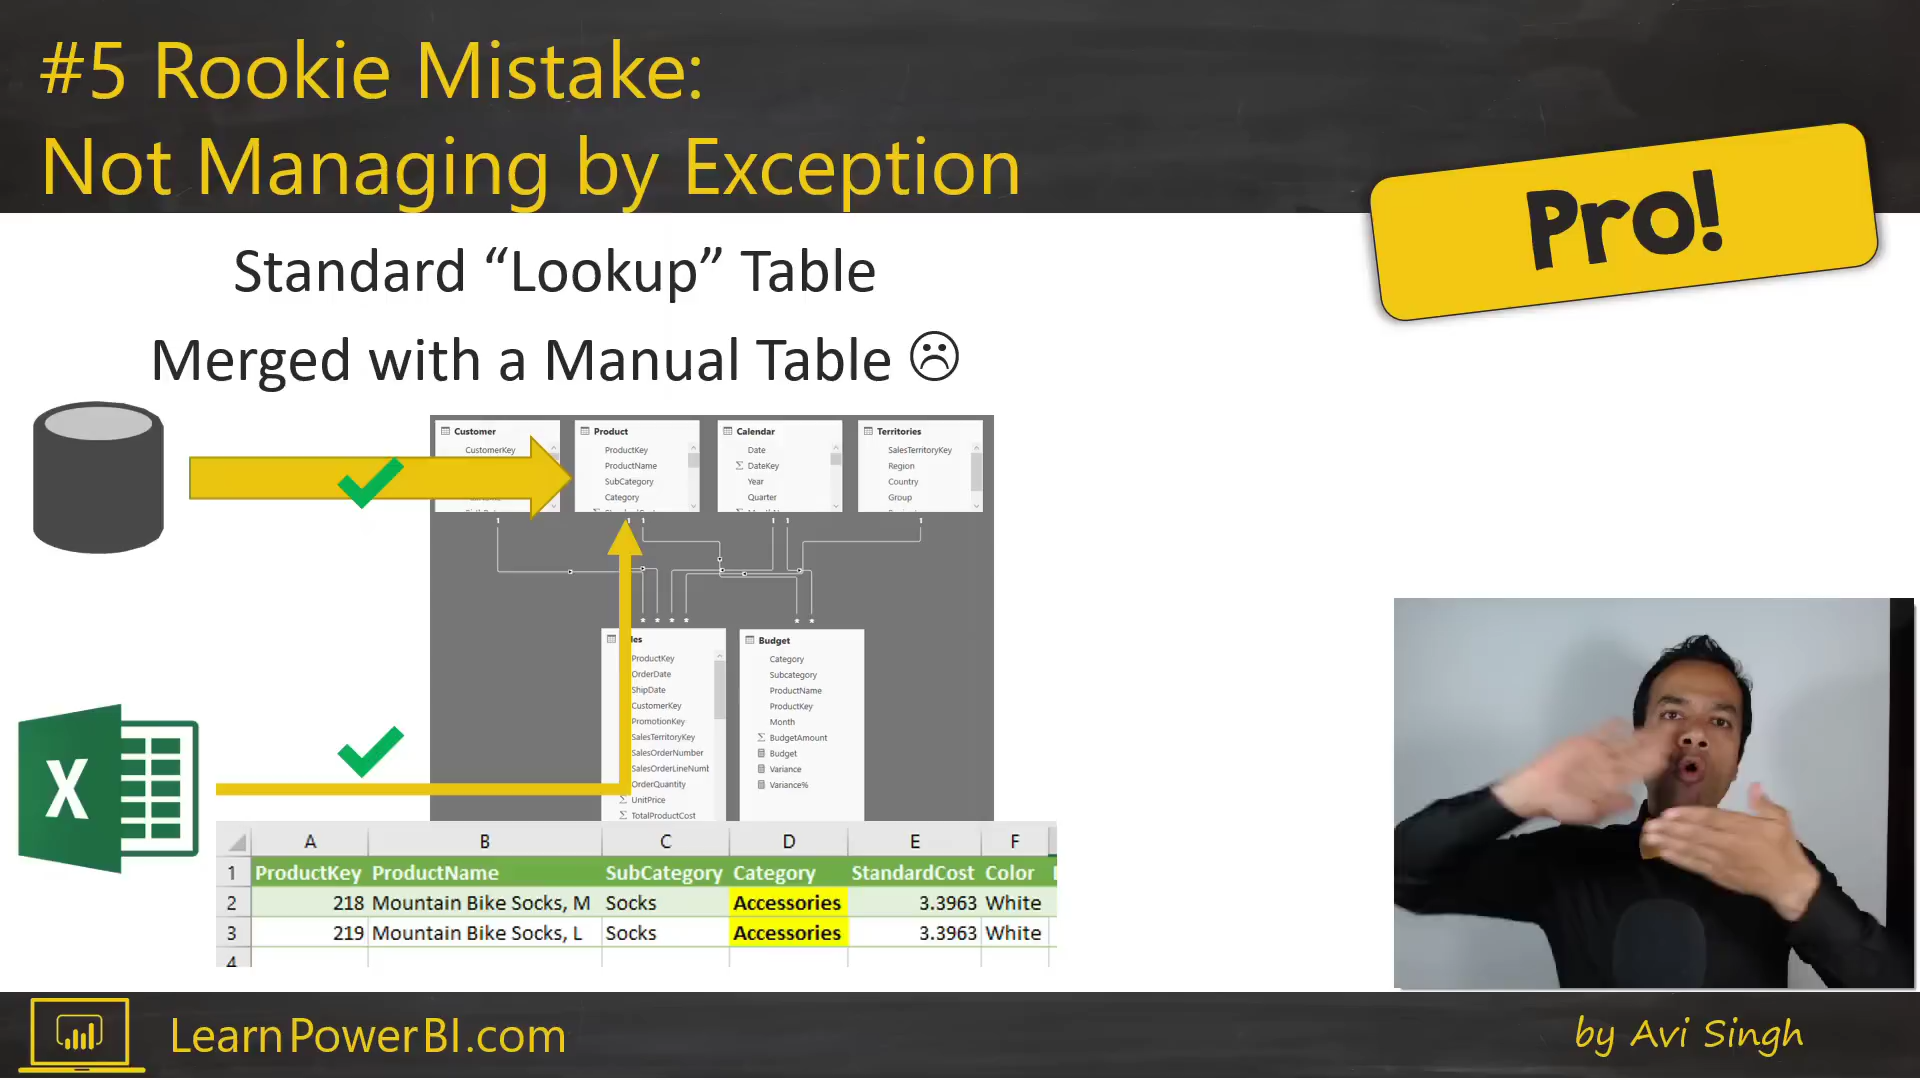 #5 Rookie Mistake:
Not Managing by Exception
Pro!
Standard “Lookup” Table
Merged with a Manual Table ☹
Customer
CustomerKey
Product
ProductKey
ProductName
SubCategory
Category
Calendar
Date
DateKey
Year
Quarter
Territories
SalesTerritoryKey
Region
Country
Group
ProductKey
OrderDate
ShipDate
CustomerKey
PromotionKey
SalesTerritoryKey
SalesOrderNumber
SalesOrderLineNumt
OrderQuantity
UnitPrice
TotalProductCost
Budget
Category
Subcategory
ProductName
ProductKey
Month
BudgetAmount
Budget
Variance
Variance%
A B C D E F
1 ProductKey ProductName SubCategory Category StandardCost Color
2 218 Mountain Bike Socks, M Socks Accessories 3.3963 White
3 219 Mountain Bike Socks, L Socks Accessories 3.3963 White
4
LearnPowerBI.com
by Avi Singh